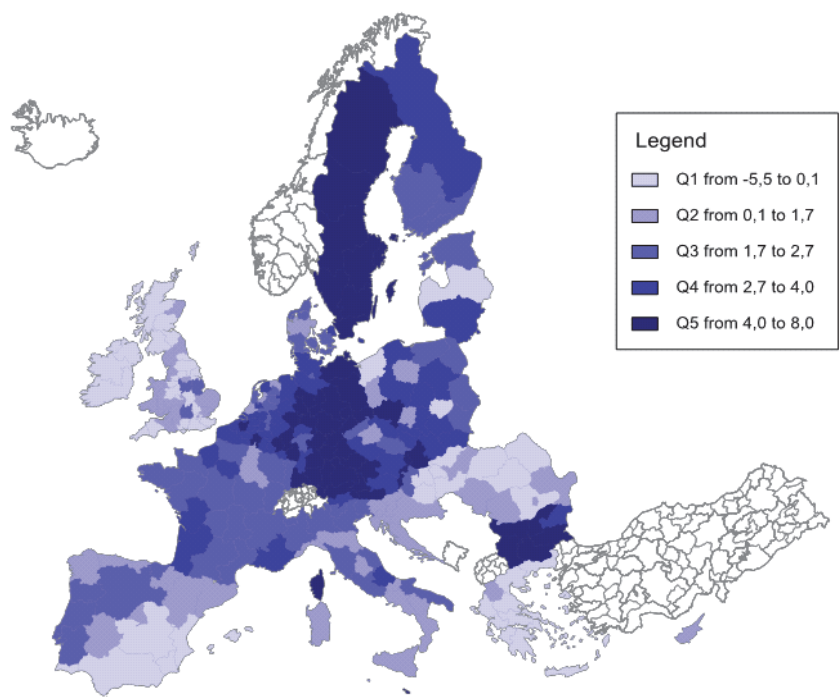 Legend
Q1 from -5,5 to 0,1
Q2 from 0,1 to 1,7
Q3 from 1,7 to 2,7
Q4 from 2,7 to 4,0
Q5 from 4,0 to 8,0